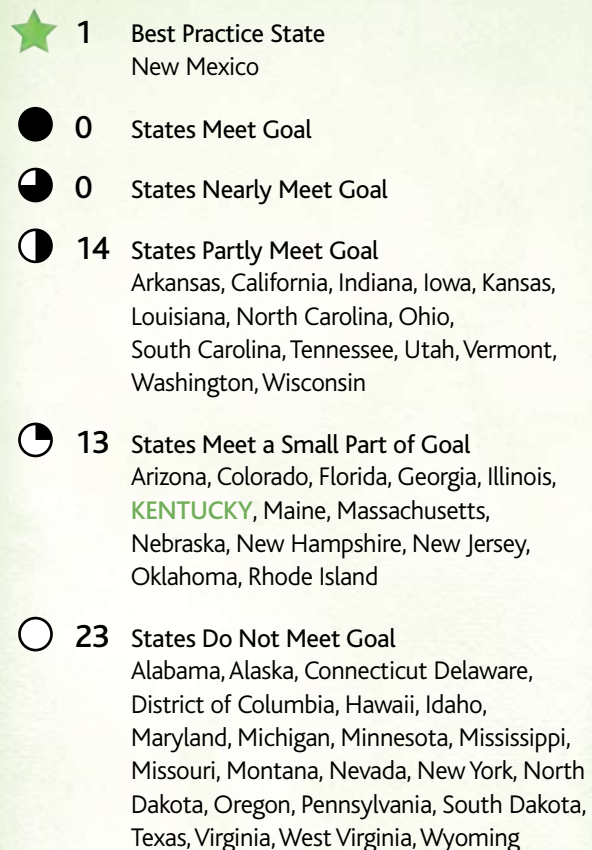 1 Best Practice State
New Mexico
0 States Meet Goal
0 States Nearly Meet Goal
14 States Partly Meet Goal
Arkansas, California, Indiana, Iowa, Kansas,
Louisiana, North Carolina, Ohio,
South Carolina, Tennessee, Utah, Vermont,
Washington, Wisconsin
13 States Meet a Small Part of Goal
Arizona, Colorado, Florida, Georgia, Illinois,
KENTUCKY, Maine, Massachusetts,
Nebraska, New Hampshire, New Jersey,
Oklahoma, Rhode Island
23 States Do Not Meet Goal
Alabama, Alaska, Connecticut Delaware,
District of Columbia, Hawaii, Idaho,
Maryland, Michigan, Minnesota, Mississippi,
Missouri, Montana, Nevada, New York, North
Dakota, Oregon, Pennsylvania, South Dakota,
Texas, Virginia, West Virginia, Wyoming